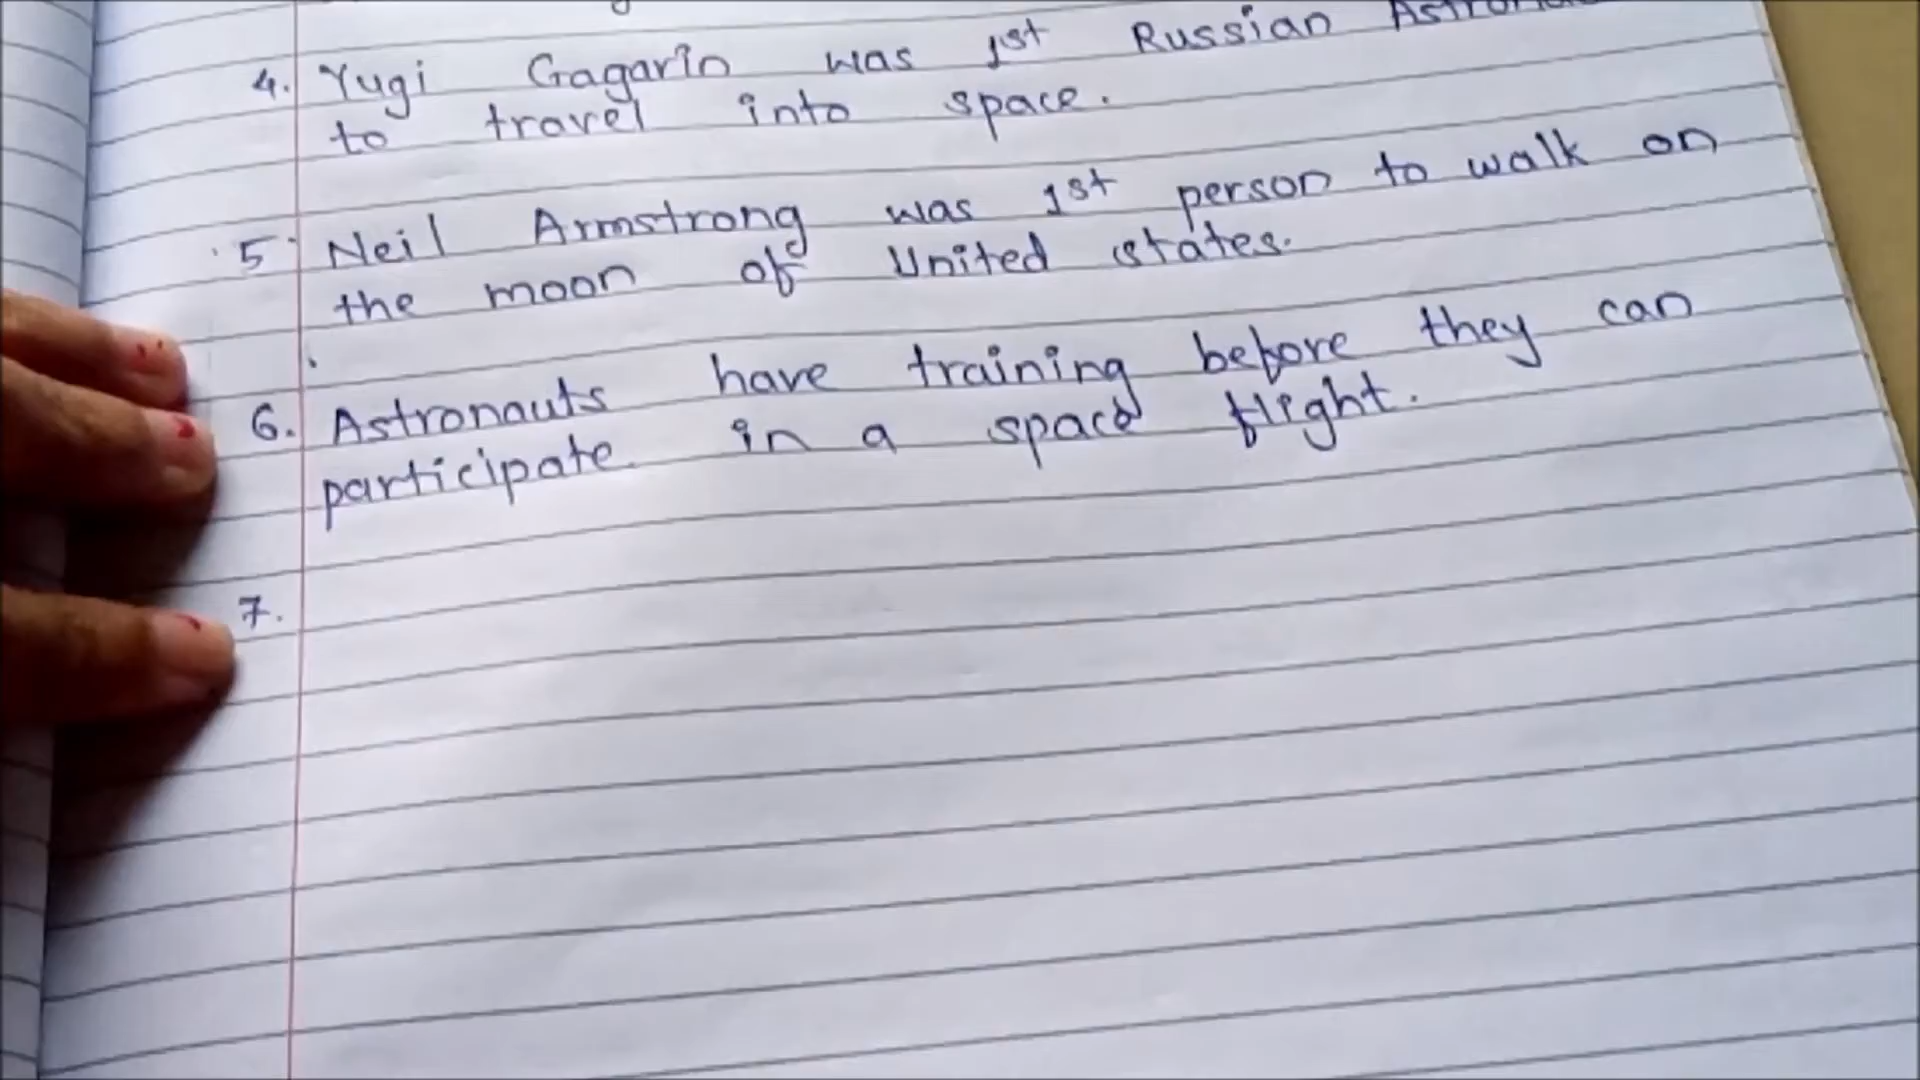 4. Yugi Gagarin was 1st Russian
to travel into space.
5. Neil Armstrong was 1st person to walk on
the moon of United states.
6. Astronauts have training before they can
participate in a space flight.
7.